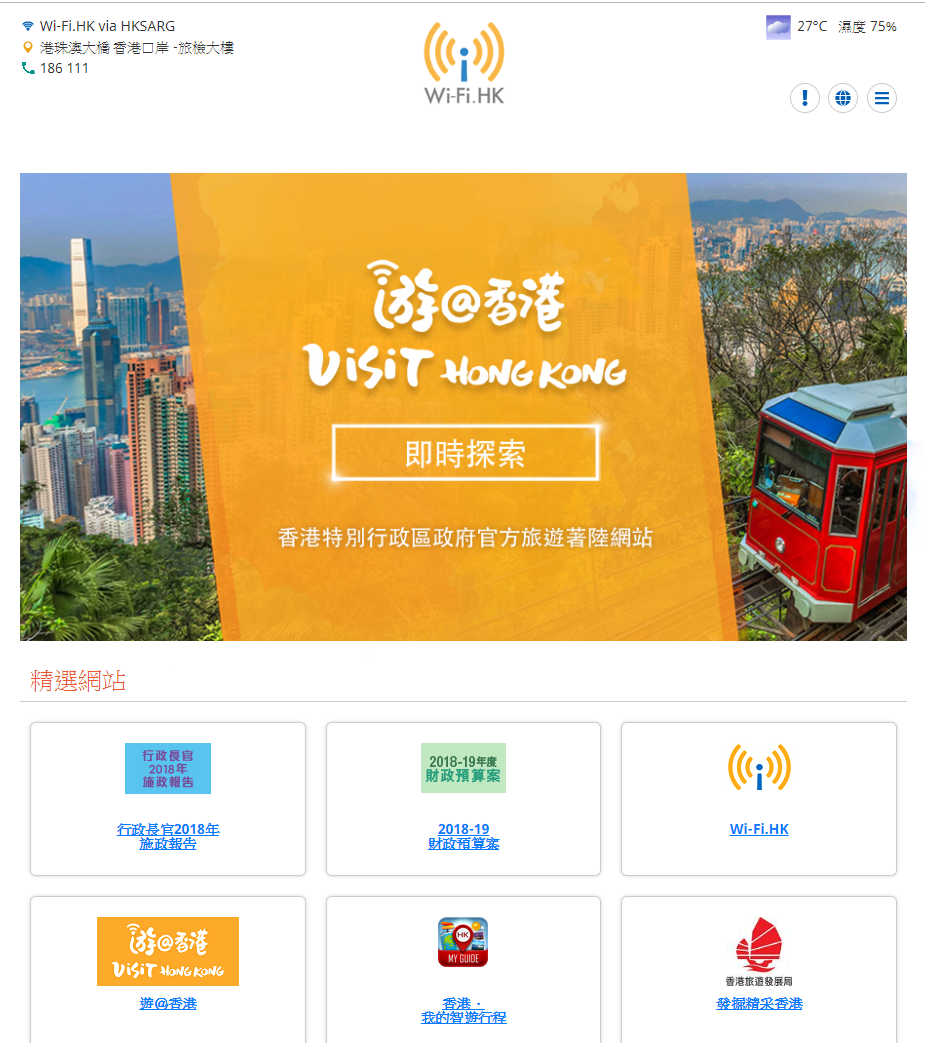 Wi-Fi.HK via HKSARG
港珠澳大橋 香港口岸 -旅檢大樓
186 111
Wi-Fi.HK
27°C 濕度 75%
游@香港
VISIT HONG KONG
即時探索
香港特別行政區政府官方旅遊著陸網站
精選網站
行政長官
2018年
施政報告
行政長官2018年
施政報告
2018-19年度
財政預算案
2018-19
財政預算案
Wi-Fi.HK
游@香港
VISIT HONG KONG
遊@香港
HK
MY GUIDE
香港．
我的智遊行程
香港旅遊發展局
發掘精采香港